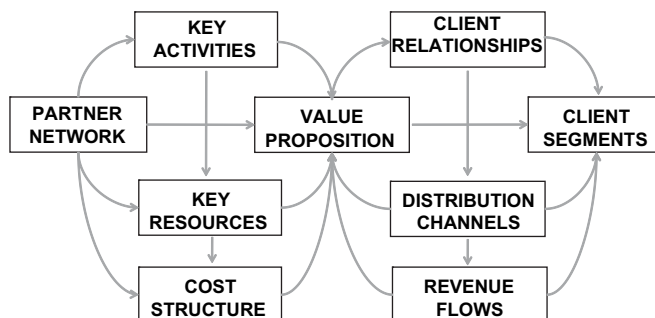 KEY
ACTIVITIES
CLIENT
RELATIONSHIPS
PARTNER
NETWORK
VALUE
PROPOSITION
CLIENT
SEGMENTS
KEY
RESOURCES
DISTRIBUTION
CHANNELS
COST
STRUCTURE
REVENUE
FLOWS